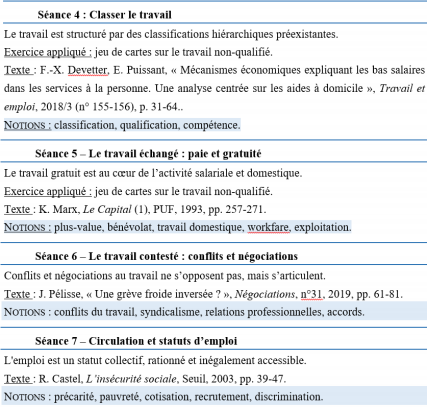 Séance 4 : Classer le travail
Le travail est structuré par des classifications hiérarchiques préexistantes.
Exercice appliqué : jeu de cartes sur le travail non-qualifié.
Texte : F.-X. Devetter, E. Puissant, « Mécanismes économiques expliquant les bas salaires
dans les services à la personne. Une analyse centrée sur les aides à domicile », Travail et
emploi, 2018/3 (n° 155-156), p. 31-64..
NOTIONS : classification, qualification, compétence.
Séance 5 – Le travail échangé : paie et gratuité
Le travail gratuit est au cœur de l'activité salariale et domestique.
Exercice appliqué : jeu de cartes sur le travail non-qualifié.
Texte : K. Marx, Le Capital (1), PUF, 1993, pp. 257-271.
NOTIONS : plus-value, bénévolat, travail domestique, workfare, exploitation.
Séance 6 – Le travail contesté : conflits et négociations
Conflits et négociations au travail ne s'opposent pas, mais s'articulent.
Texte : J. Pélisse, « Une grève froide inversée ? », Négociations, n°31, 2019, pp. 61-81.
NOTIONS : conflits du travail, syndicalisme, relations professionnelles, accords.
Séance 7 – Circulation et statuts d'emploi
L'emploi est un statut collectif, rationné et inégalement accessible.
Texte : R. Castel, L'insécurité sociale, Seuil, 2003, pp. 39-47.
NOTIONS : précarité, pauvreté, cotisation, recrutement, discrimination.